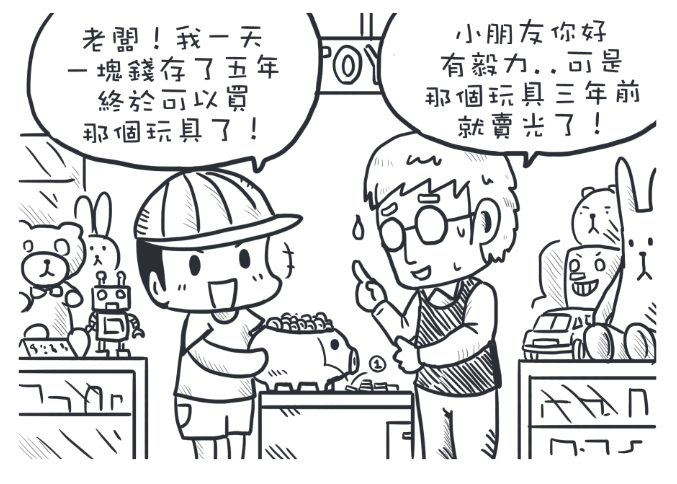 老闆！我一天
一塊錢存了五年
終於可以買
那個玩具了！
小朋友你好
有毅力..可是
那個玩具三年前
就賣光了！
TOY
1